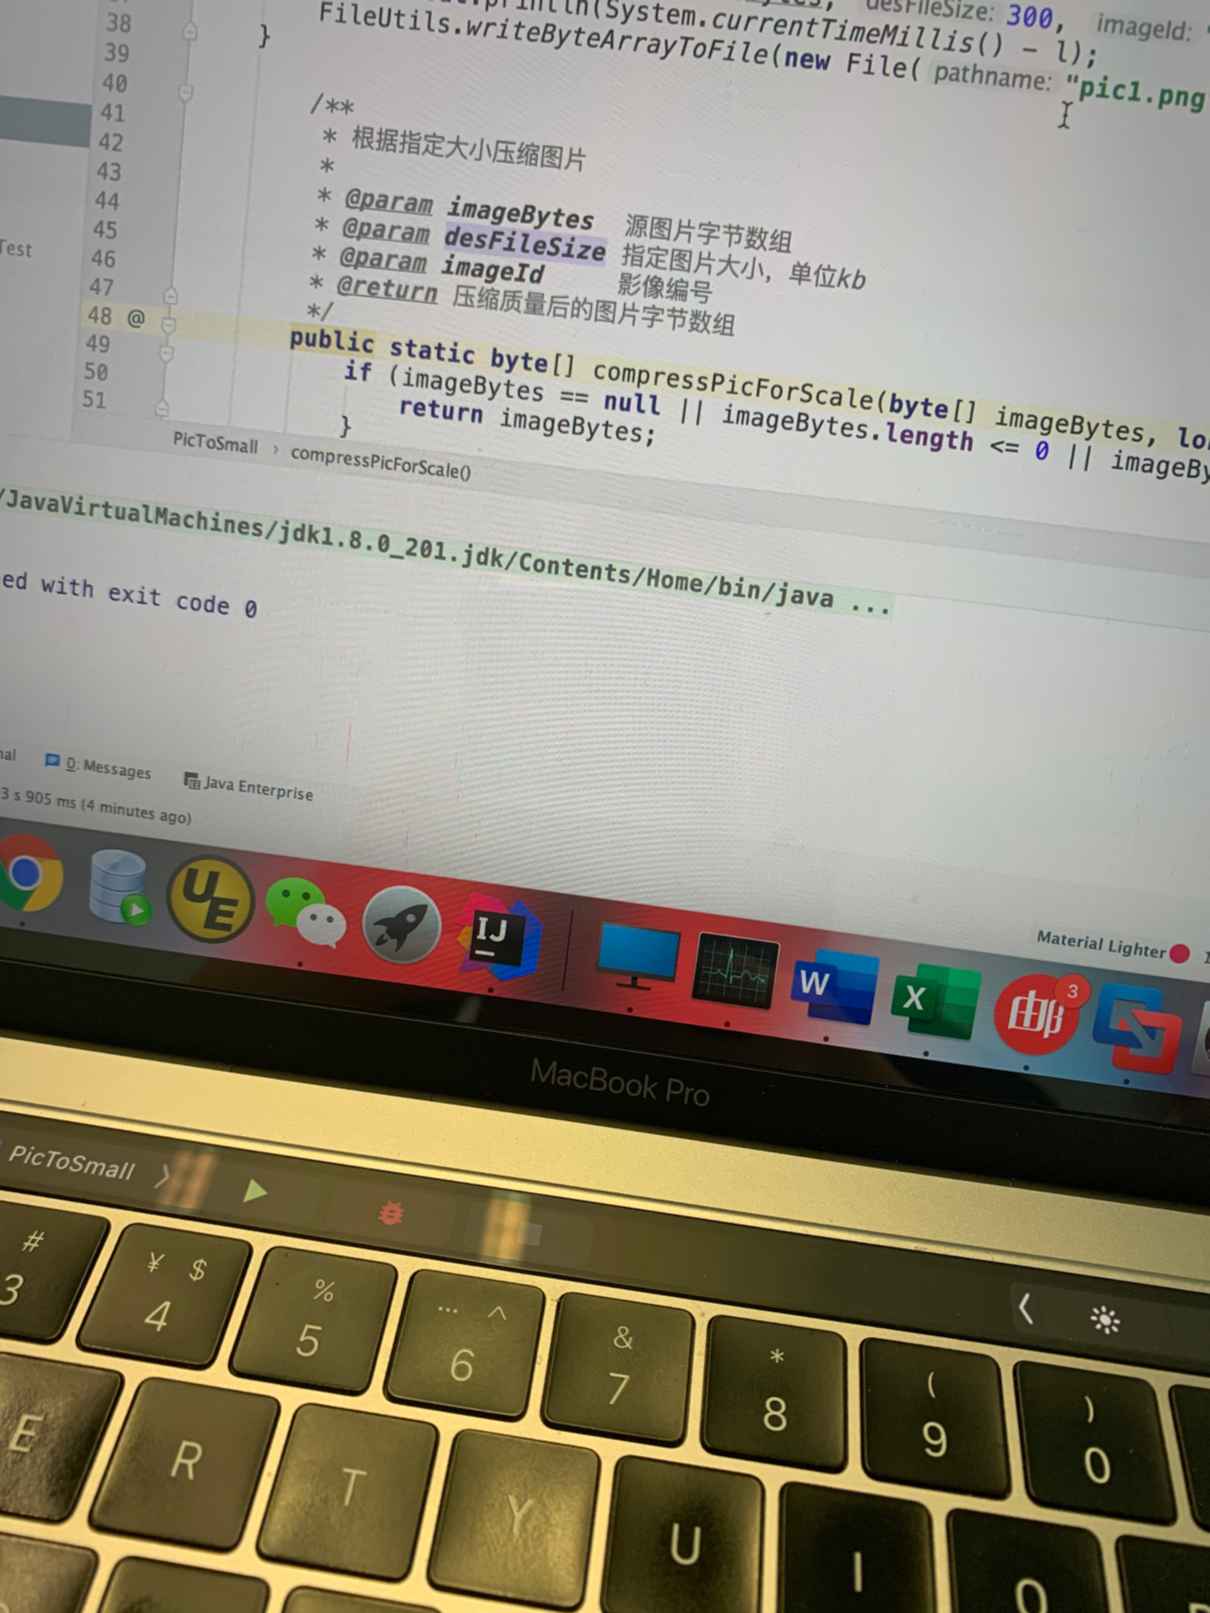 println(System.currentTimeMillis() - l);
desFileSize: 300, imageId:
38 FileUtils.writeByteArrayToFile(new File( pathname: "pic1.png
39 }
40
41 /**
42 * 根据指定大小压缩图片
43 *
44 * @param imageBytes 源图片字节数组
45 * @param desFileSize 指定图片大小，单位kb
46 * @param imageId 影像编号
47 * @return 压缩质量后的图片字节数组
48 @ */
49 public static byte[] compressPicForScale(byte[] imageBytes,
50 if (imageBytes == null || imageBytes.length <= 0 ||
51 return imageBytes;
}
Test
PicToSmall › compressPicForScale()
/JavaVirtualMachines/jdk1.8.0_201.jdk/Contents/Home/bin/java ...
ed with exit code 0
0: Messages Java Enterprise
3 s 905 ms (4 minutes ago)
Material Lighter
UE
IJ
W
X
邮
3
MacBook Pro
PicToSmall
# ¥ $ % … ^ & * ( )
3 4 5 6 7 8 9 0
E R T Y U I O